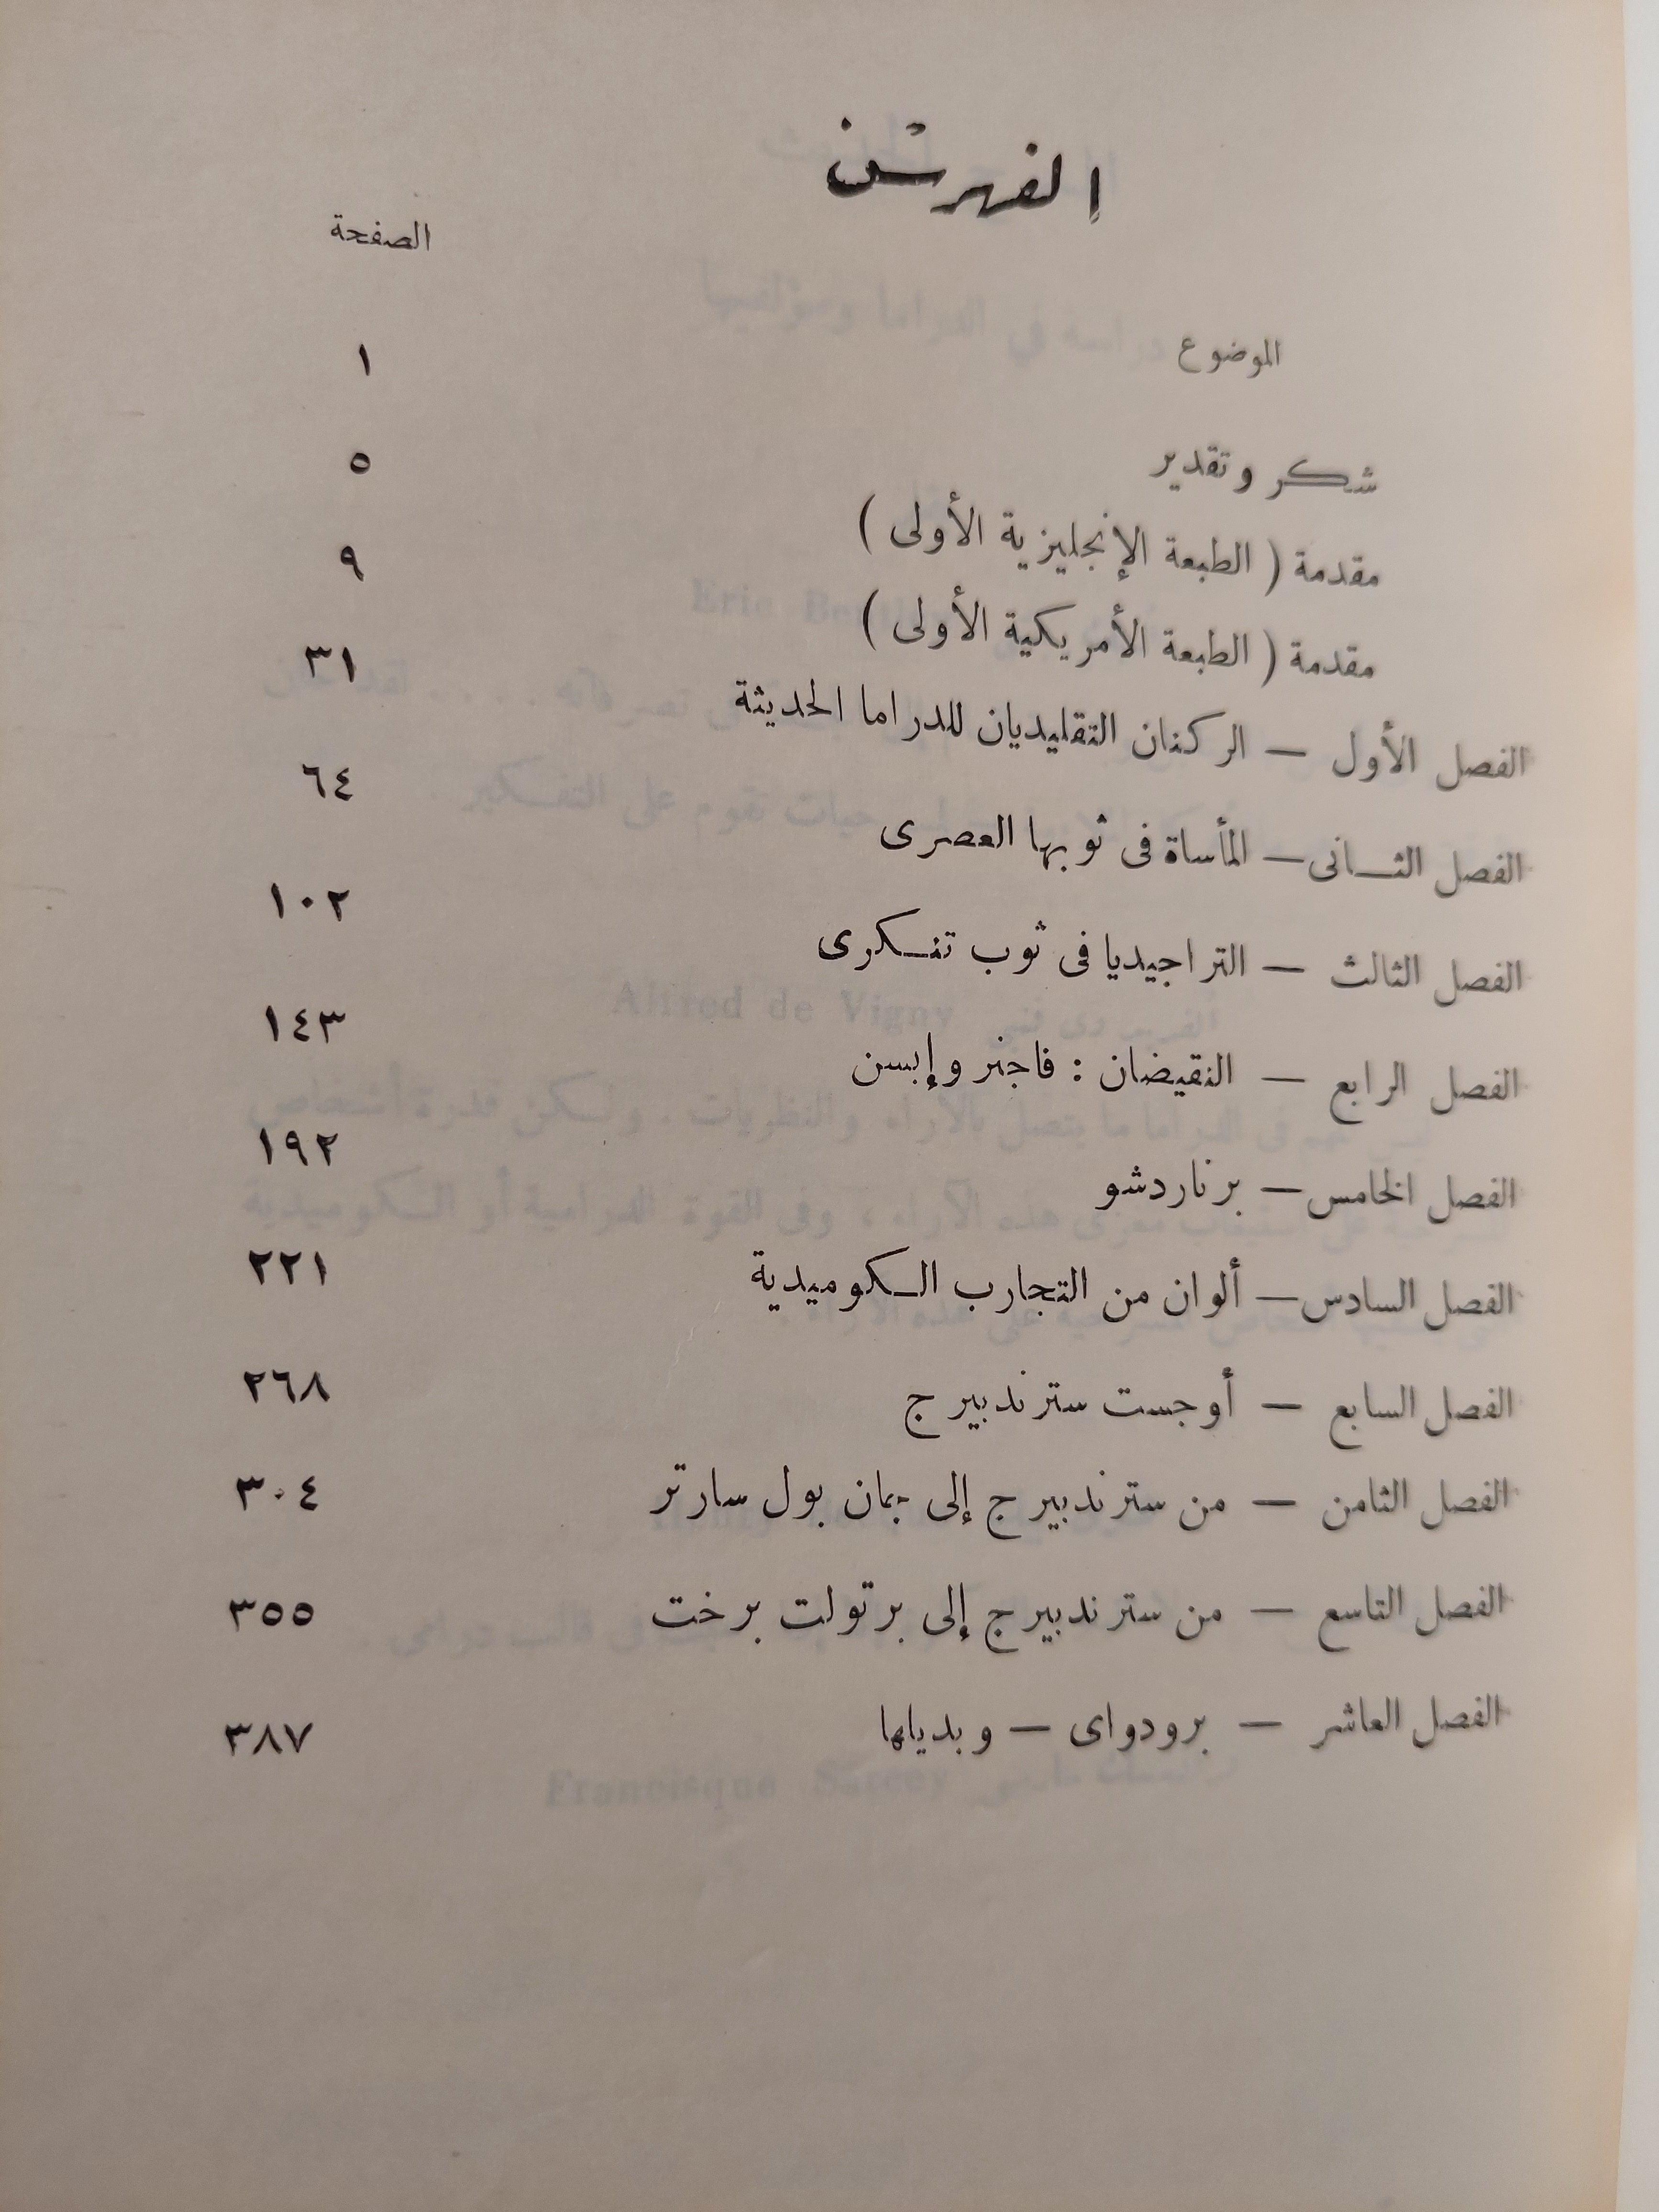 الفهرس
الصفحة
الموضوع
شكر وتقدير ١
مقدمة ( الطبعة الإنجليزية الأولى ) ٥
مقدمة ( الطبعة الأمريكية الأولى ) ٩
الفصل الأول — الركنان التقليديان للدراما الحديثة ٣١
الفصل الثانى — المأساة فى ثوبها العصرى ٦٤
الفصل الثالث — التراجيديا فى ثوب تفكرى ١٠٢
الفصل الرابع — النقيضان : فاجنر وإبسن ١٤٣
الفصل الخامس — برناردشو ١٩٢
الفصل السادس — ألوان من التجارب الكوميدية ٢٢١
الفصل السابع — أوجست سترندبيرج ٢٦٨
الفصل الثامن — من سترندبيرج إلى جان بول سارتر ٣٠٤
الفصل التاسع — من سترندبيرج إلى برتولت برخت ٣٥٥
الفصل العاشر — برودواى — وبديلها ٣٨٧